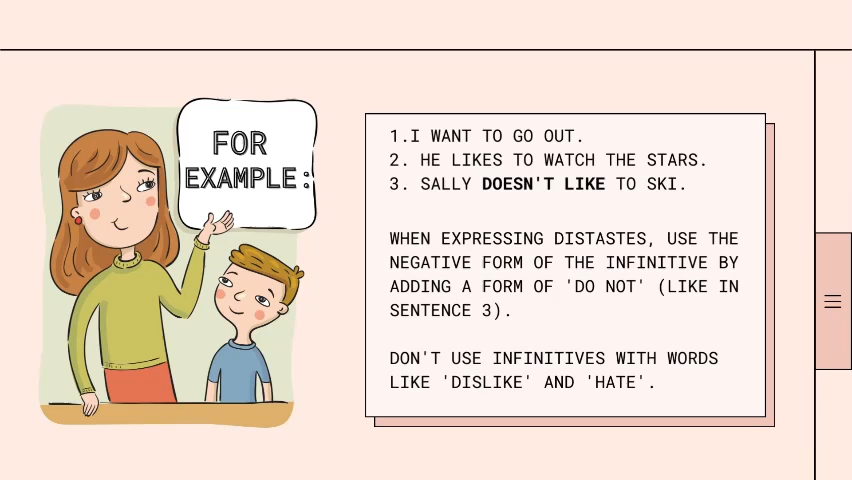 FOR
EXAMPLE:
1.I WANT TO GO OUT.
2. HE LIKES TO WATCH THE STARS.
3. SALLY DOESN'T LIKE TO SKI.
WHEN EXPRESSING DISTASTES, USE THE
NEGATIVE FORM OF THE INFINITIVE BY
ADDING A FORM OF 'DO NOT' (LIKE IN
SENTENCE 3).
DON'T USE INFINITIVES WITH WORDS
LIKE 'DISLIKE' AND 'HATE'.